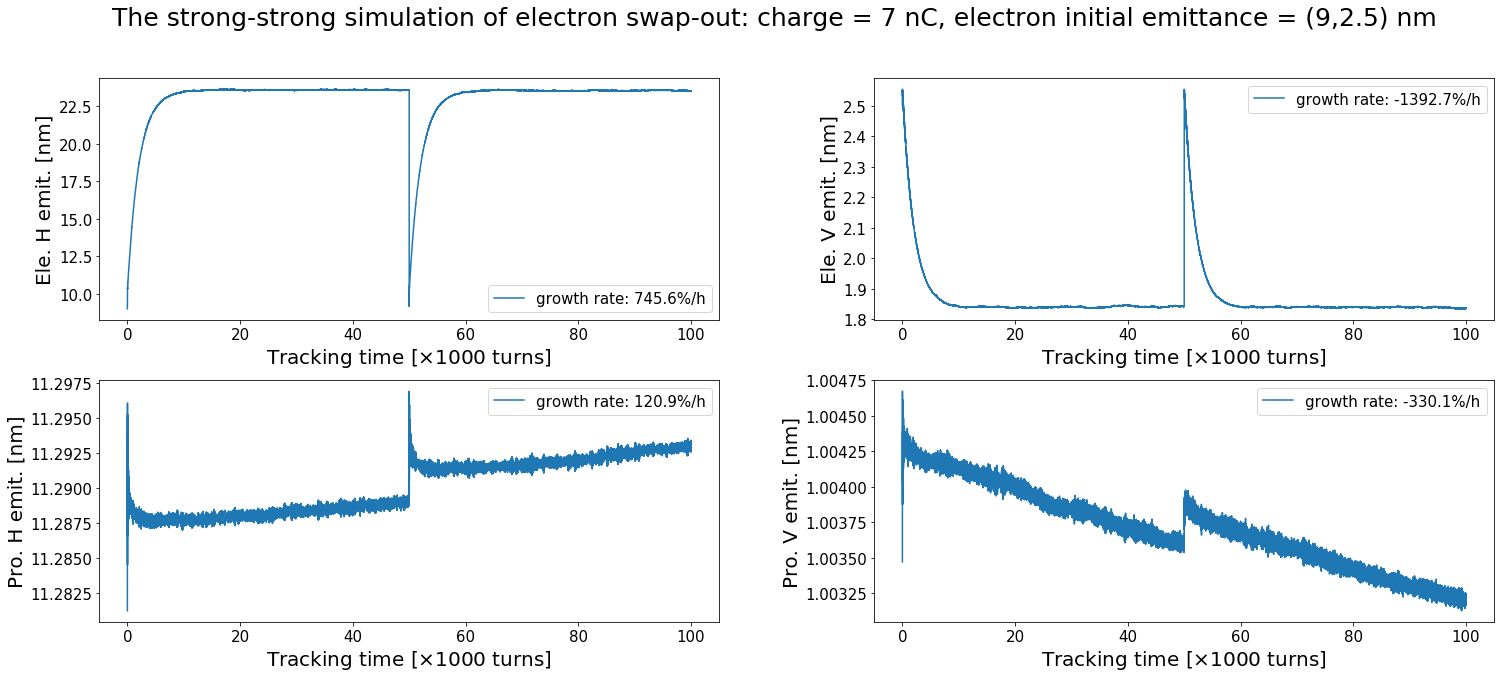 The strong-strong simulation of electron swap-out: charge = 7 nC, electron initial emittance = (9,2.5) nm
Ele. H emit. [nm]
22.5
20.0
17.5
15.0
12.5
10.0
growth rate: 745.6%/h
0 20 40 60 80 100
Tracking time [×1000 turns]
Ele. V emit. [nm]
2.5
2.4
2.3
2.2
2.1
2.0
1.9
1.8
growth rate: -1392.7%/h
0 20 40 60 80 100
Tracking time [×1000 turns]
Pro. H emit. [nm]
11.2975
11.2950
11.2925
11.2900
11.2875
11.2850
11.2825
growth rate: 120.9%/h
0 20 40 60 80 100
Tracking time [×1000 turns]
Pro. V emit. [nm]
1.00475
1.00450
1.00425
1.00400
1.00375
1.00350
1.00325
growth rate: -330.1%/h
0 20 40 60 80 100
Tracking time [×1000 turns]